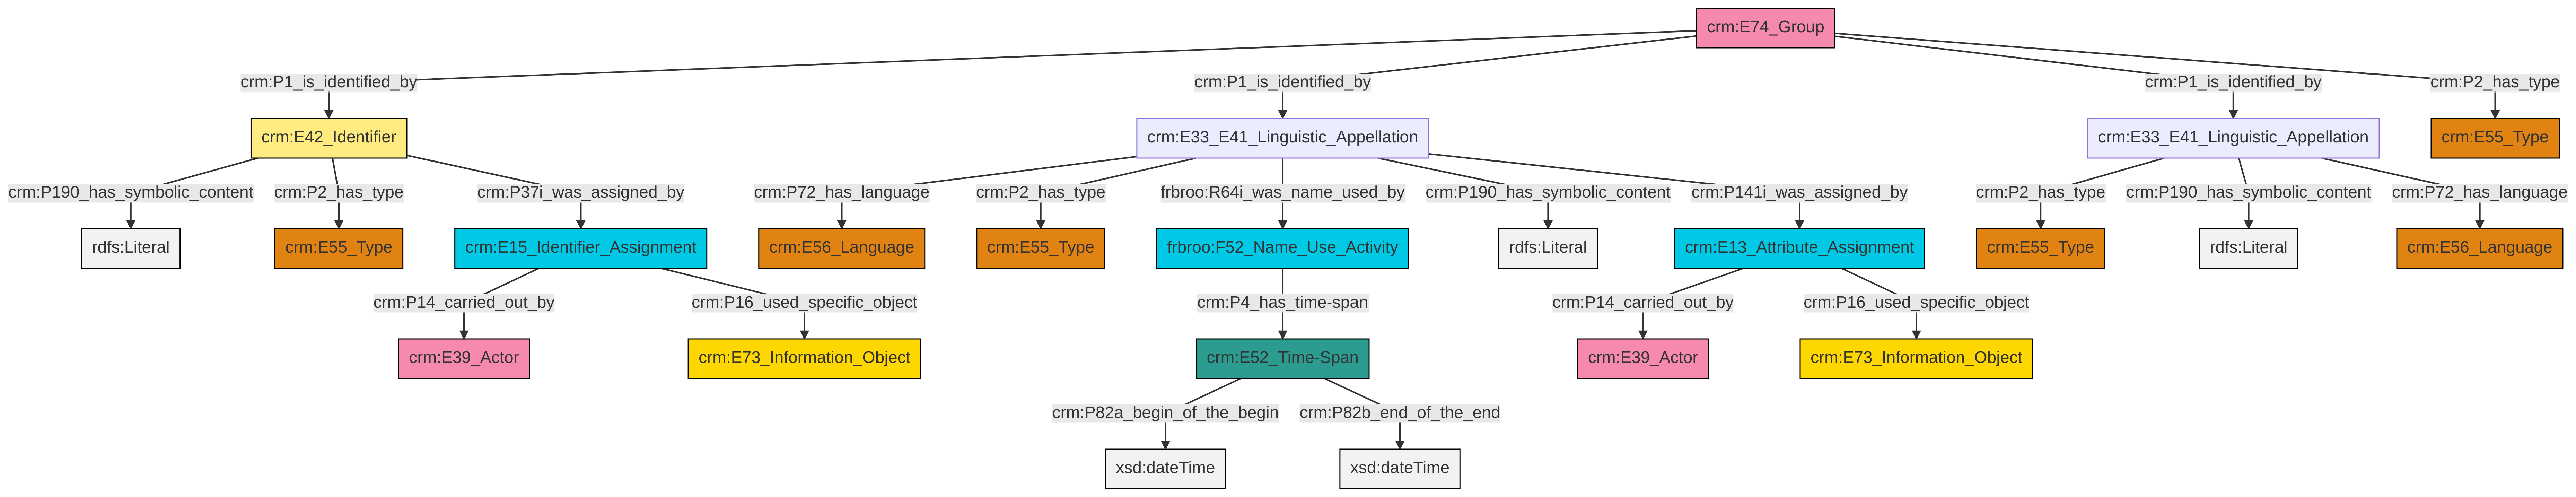 crm:E74_Group
crm:P1_is_identified_by
crm:P1_is_identified_by
crm:P1_is_identified_by
crm:P2_has_type
crm:E42_Identifier
crm:E33_E41_Linguistic_Appellation
crm:E33_E41_Linguistic_Appellation
crm:E55_Type
crm:P190_has_symbolic_content
crm:P2_has_type
crm:P37i_was_assigned_by
crm:P72_has_language
crm:P2_has_type
frbroo:R64i_was_name_used_by
crm:P190_has_symbolic_content
crm:P141i_was_assigned_by
crm:P2_has_type
crm:P190_has_symbolic_content
crm:P72_has_language
rdfs:Literal
crm:E55_Type
crm:E15_Identifier_Assignment
crm:E56_Language
crm:E55_Type
frbroo:F52_Name_Use_Activity
rdfs:Literal
crm:E13_Attribute_Assignment
crm:E55_Type
rdfs:Literal
crm:E56_Language
crm:P14_carried_out_by
crm:P16_used_specific_object
crm:P4_has_time-span
crm:P14_carried_out_by
crm:P16_used_specific_object
crm:E39_Actor
crm:E73_Information_Object
crm:E52_Time-Span
crm:E39_Actor
crm:E73_Information_Object
crm:P82a_begin_of_the_begin
crm:P82b_end_of_the_end
xsd:dateTime
xsd:dateTime